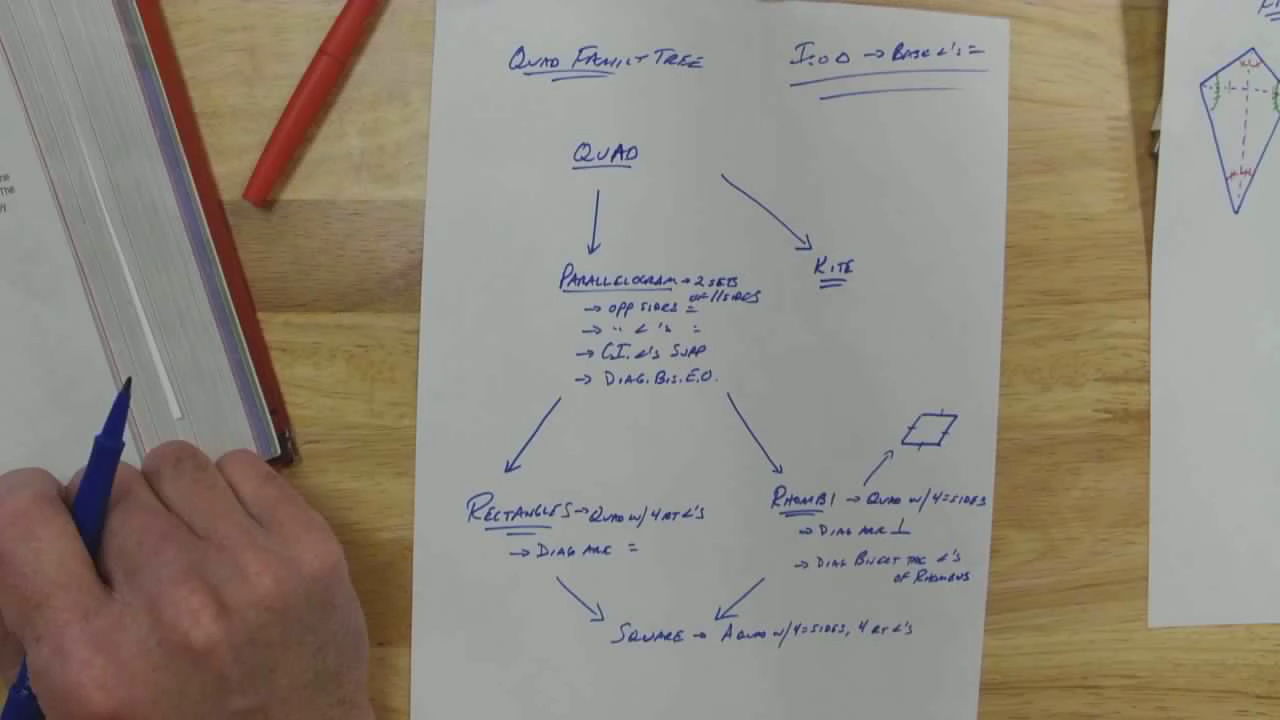 QUAD FAMILY TREE
ISO Δ → BASE ∠'S =
QUAD
KITE
PARALLELOGRAM → 2 SETS
OF // SIDES
→ OPP SIDES =
→ " ∠'S =
→ C.I. ∠'S SUPP
→ DIAG. BIS. E.O.
RECTANGLES → QUAD W/ 4 RT ∠'S
→ DIAG ARE =
RHOMBI → QUAD W/ 4 = SIDES
→ DIAG ARE ⊥
→ DIAG BISECT THE ∠'S
OF RHOMBUS
SQUARE → A QUAD W/ 4 = SIDES, 4 RT ∠'S
The